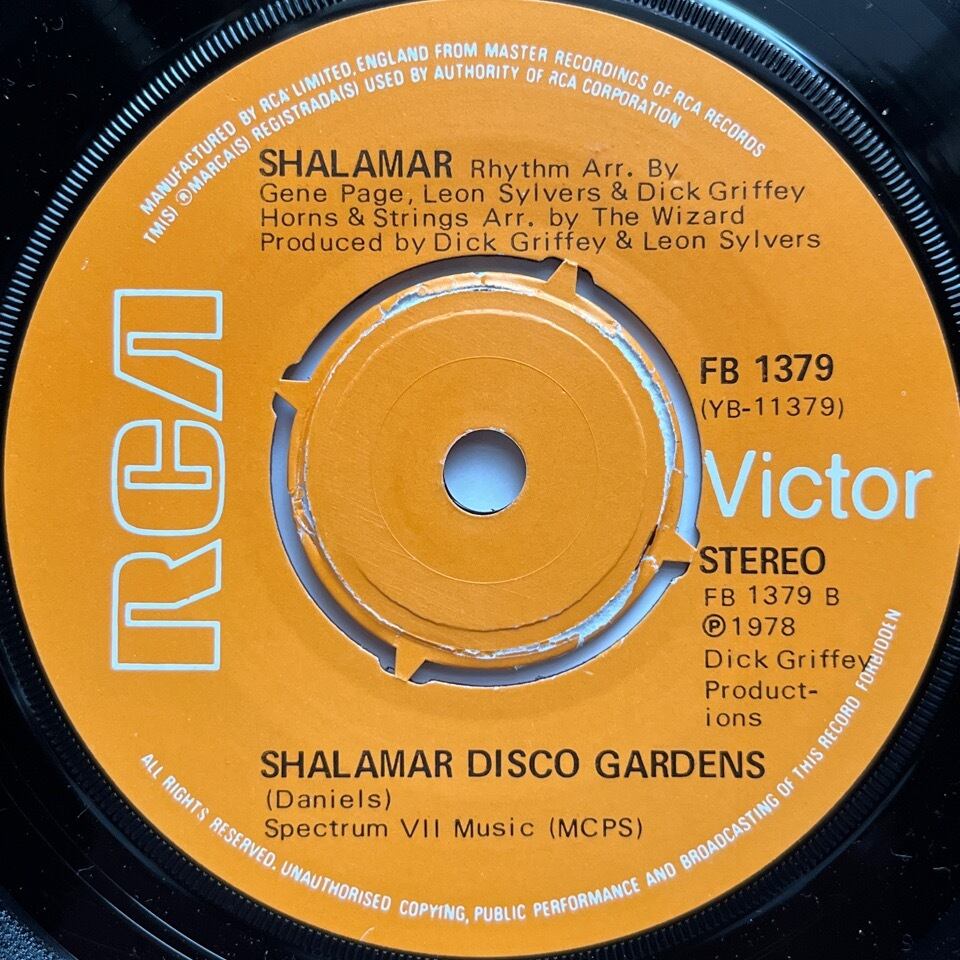 MANUFACTURED BY RCA LIMITED, ENGLAND FROM MASTER RECORDINGS OF RCA RECORDS
TM(S) ® MARCA(S) REGISTRADA(S) USED BY AUTHORITY OF RCA CORPORATION
SHALAMAR Rhythm Arr. By
Gene Page, Leon Sylvers & Dick Griffey
Horns & Strings Arr. by The Wizard
Produced by Dick Griffey & Leon Sylvers
RCA
FB 1379
(YB-11379)
Victor
STEREO
FB 1379 B
℗ 1978
Dick Griffey
Product-
ions
SHALAMAR DISCO GARDENS
(Daniels)
Spectrum VII Music (MCPS)
ALL RIGHTS RESERVED. UNAUTHORISED COPYING, PUBLIC PERFORMANCE AND BROADCASTING OF THIS RECORD FORBIDDEN